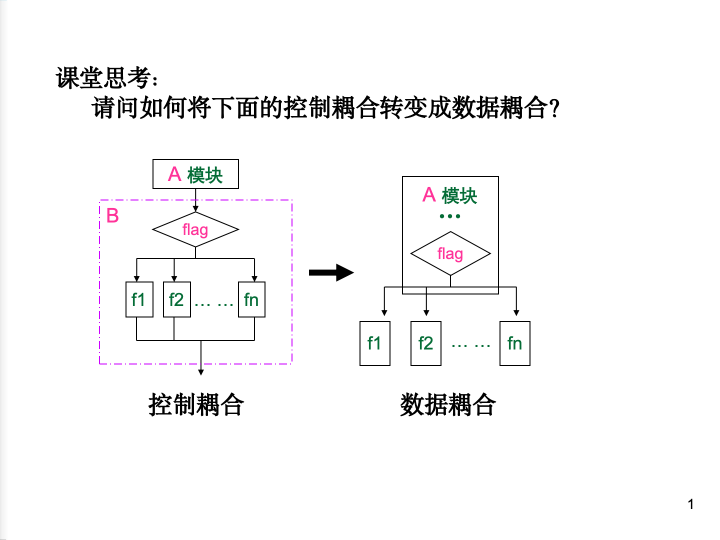 课堂思考：
请问如何将下面的控制耦合转变成数据耦合？
A 模块
B
flag
f1
f2
... ...
fn
控制耦合
A 模块
...
flag
f1
f2
... ...
fn
数据耦合
1